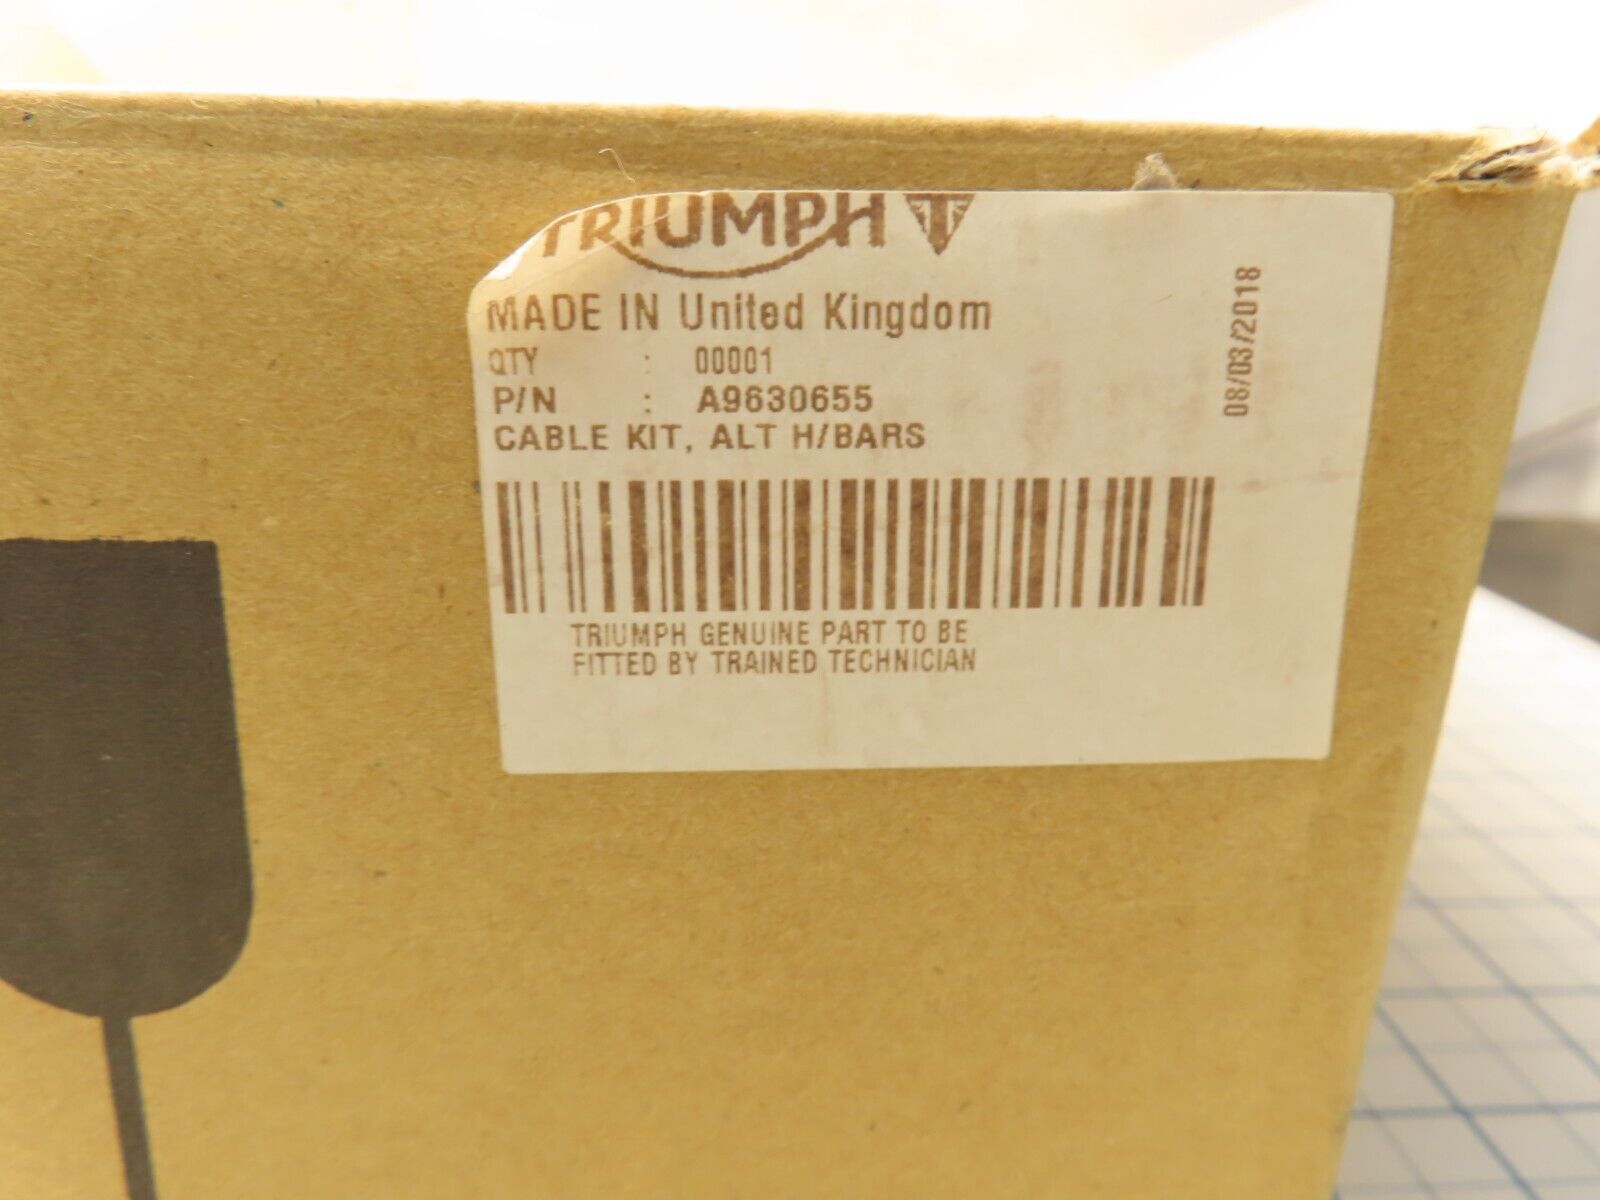 TRIUMPH
MADE IN United Kingdom
QTY : 00001
P/N : A9630655
CABLE KIT, ALT H/BARS
08/03/2018
TRIUMPH GENUINE PART TO BE
FITTED BY TRAINED TECHNICIAN